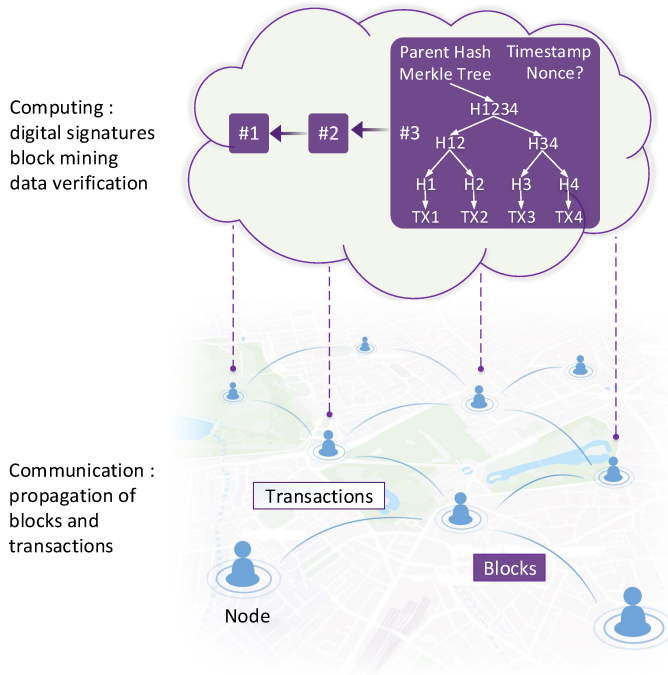 Computing :
digital signatures
block mining
data verification
#1
#2
#3
Parent Hash Timestamp
Merkle Tree Nonce?
H1234
H12 H34
H1 H2 H3 H4
TX1 TX2 TX3 TX4
Communication :
propagation of
blocks and
transactions
Transactions
Blocks
Node